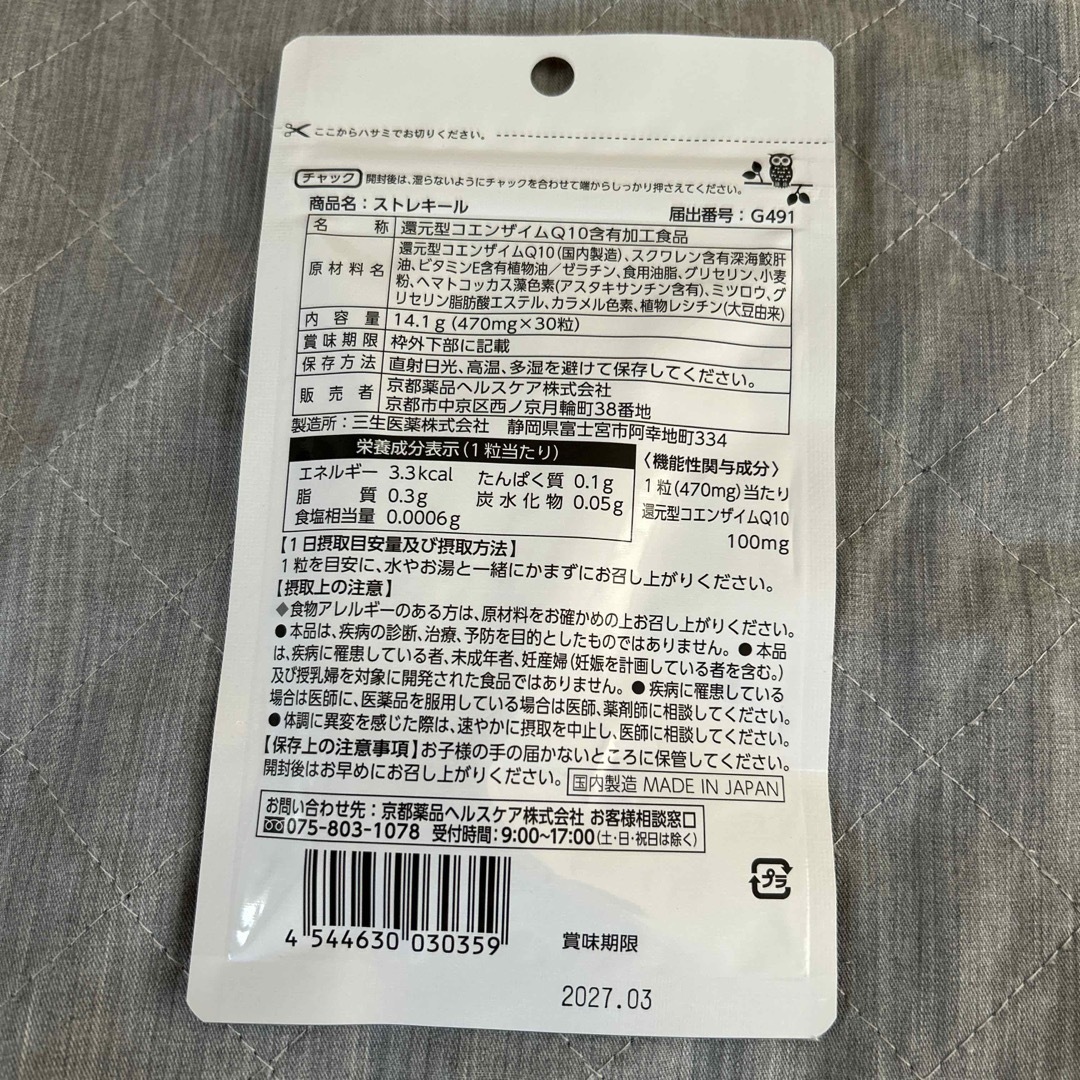 ここからハサミでお切りください。
チャック 開封後は、湿らないようにチャックを合わせて端からしっかり押さえてください。
商品名：ストレキール 届出番号：G491
名称 還元型コエンザイムQ10含有加工食品
原材料名 還元型コエンザイムQ10(国内製造)、スクワレン含有深海鮫肝
油、ビタミンE含有植物油／ゼラチン、食用油脂、グリセリン、小麦
粉、ヘマトコッカス藻色素(アスタキサンチン含有)、ミツロウ、グ
リセリン脂肪酸エステル、カラメル色素、植物レシチン(大豆由来)
内容量 14.1g (470mg×30粒)
賞味期限 枠外下部に記載
保存方法 直射日光、高温、多湿を避けて保存してください。
販売者 京都薬品ヘルスケア株式会社
京都市中京区西ノ京月輪町38番地
製造所：三生医薬株式会社 静岡県富士宮市阿幸地町334
栄養成分表示(1粒当たり)
エネルギー 3.3kcal たんぱく質 0.1g
脂質 0.3g 炭水化物 0.05g
食塩相当量 0.0006g
〈機能性関与成分〉
1粒(470mg)当たり
還元型コエンザイムQ10
100mg
【1日摂取目安量及び摂取方法】
1粒を目安に、水やお湯と一緒にかまずにお召し上がりください。
【摂取上の注意】
◆食物アレルギーのある方は、原材料をお確かめの上お召し上がりください。
●本品は、疾病の診断、治療、予防を目的としたものではありません。●本品
は、疾病に罹患している者、未成年者、妊産婦(妊娠を計画している者を含む。)
及び授乳婦を対象に開発された食品ではありません。●疾病に罹患している
場合は医師に、医薬品を服用している場合は医師、薬剤師に相談してください。
●体調に異変を感じた際は、速やかに摂取を中止し、医師に相談してください。
【保存上の注意事項】お子様の手の届かないところに保管してください。
開封後はお早めにお召し上がりください。 国内製造 MADE IN JAPAN
お問い合わせ先：京都薬品ヘルスケア株式会社 お客様相談窓口
075-803-1078 受付時間：9:00~17:00(土・日・祝日は除く)
プラ
4 544630 030359
賞味期限
2027.03